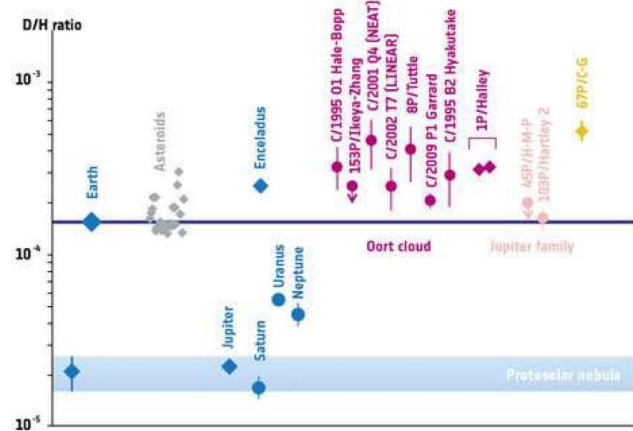 D/H ratio
10⁻³
10⁻⁴
10⁻⁵
Earth
Asteroids
Jupiter
Saturn
Enceladus
Uranus
Neptune
C/1995 O1 Hale-Bopp
153P/Ikeya-Zhang
C/2001 Q4 (NEAT)
C/2002 T7 (LINEAR)
8P/Tuttle
C/2009 P1 Garrard
C/1995 B2 Hyakutake
1P/Halley
Oort cloud
45P/H-M-P
103P/Hartley 2
Jupiter family
67P/C-G
Protosolar nebula